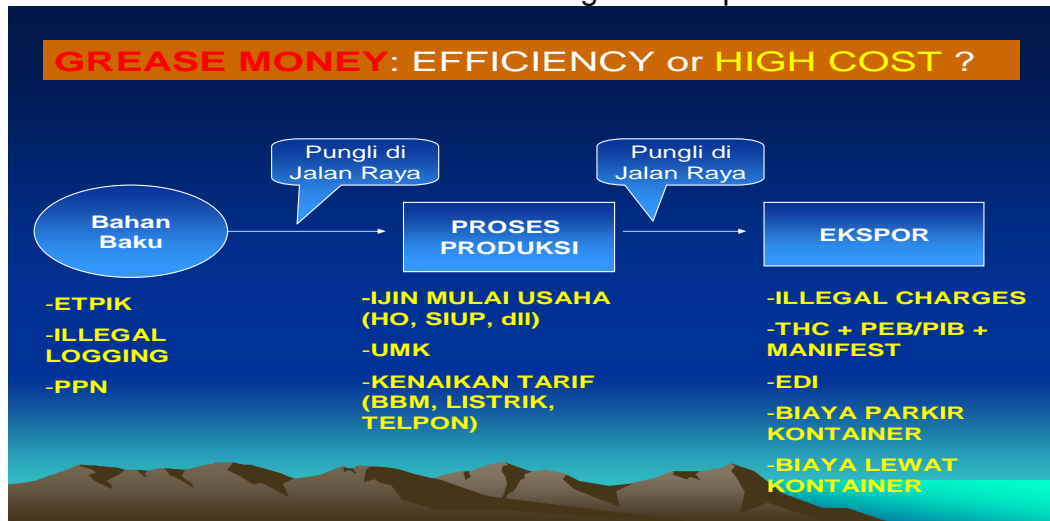 GREASE MONEY: EFFICIENCY or HIGH COST ?
Pungli di
Jalan Raya
Pungli di
Jalan Raya
Bahan
Baku
PROSES
PRODUKSI
EKSPOR
-ETPIK
-ILLEGAL
LOGGING
-PPN
-IJIN MULAI USAHA
(HO, SIUP, dll)
-UMK
-KENAIKAN TARIF
(BBM, LISTRIK,
TELPON)
-ILLEGAL CHARGES
-THC + PEB/PIB +
MANIFEST
-EDI
-BIAYA PARKIR
KONTAINER
-BIAYA LEWAT
KONTAINER